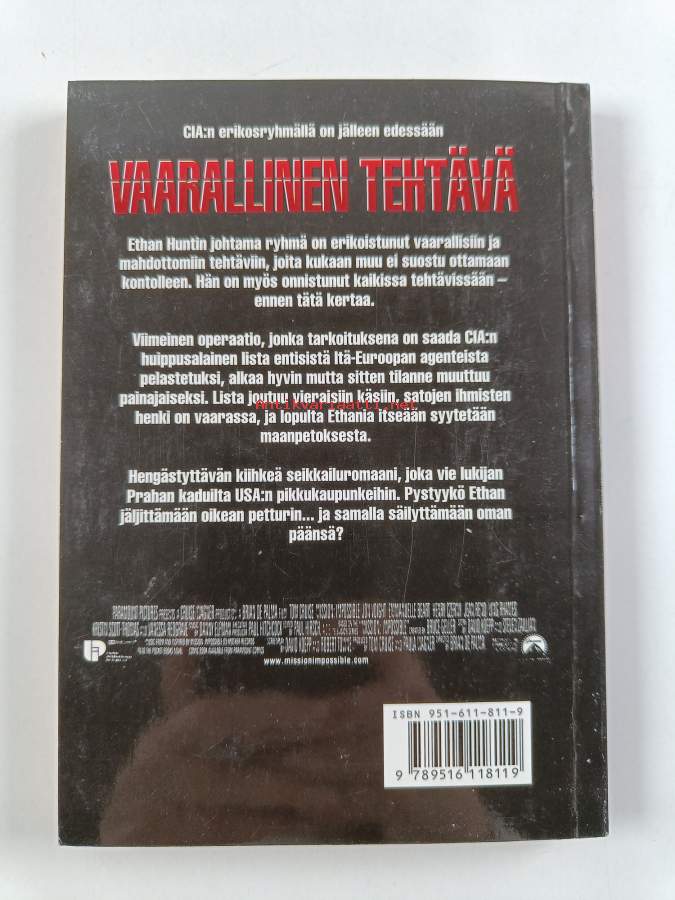 CIA:n erikosryhmällä on jälleen edessään
VAARALLINEN TEHTÄVÄ
Ethan Huntin johtama ryhmä on erikoistunut vaarallisiin ja
mahdottomiin tehtäviin, joita kukaan muu ei suostu ottamaan
kontolleen. Hän on myös onnistunut kaikissa tehtävissään –
ennen tätä kertaa.
Viimeinen operaatio, jonka tarkoituksena on saada CIA:n
huippusalainen lista entisistä Itä-Euroopan agenteista
pelastetuksi, alkaa hyvin mutta sitten tilanne muuttuu
painajaiseksi. Lista joutuu vieraisiin käsiin, satojen ihmisten
Antikvariaatti.net
henki on vaarassa, ja lopulta Ethania itseään syytetään
maanpetoksesta.
Hengästyttävän kiihkeä seikkailuromaani, joka vie lukijan
Prahan kaduilta USA:n pikkukaupunkeihin. Pystyykö Ethan
jäljittämään oikean petturin... ja samalla säilyttämään oman
päänsä?
www.missionimpossible.com
ISBN 951-611-811-9
9 789516 118119